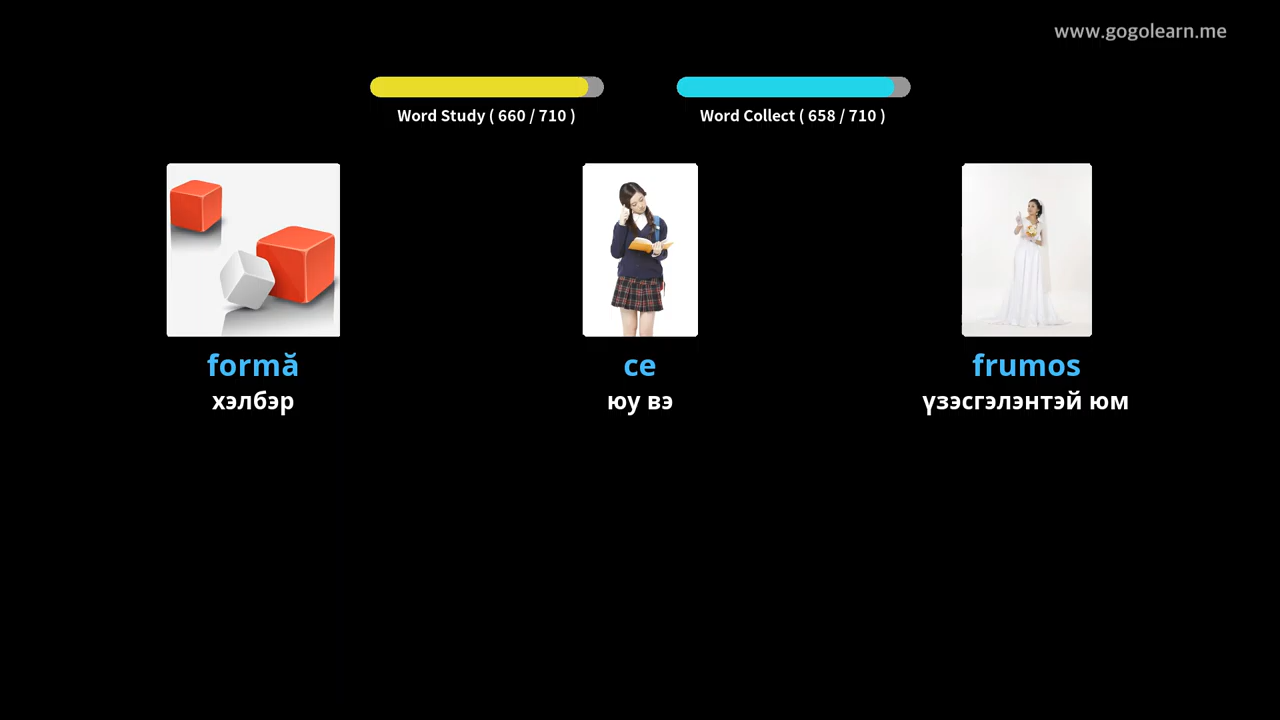 www.gogolearn.me
Word Study ( 660 / 710 )
Word Collect ( 658 / 710 )
formă
ce
frumos
хэлбэр
юу вэ
үзэсгэлэнтэй юм